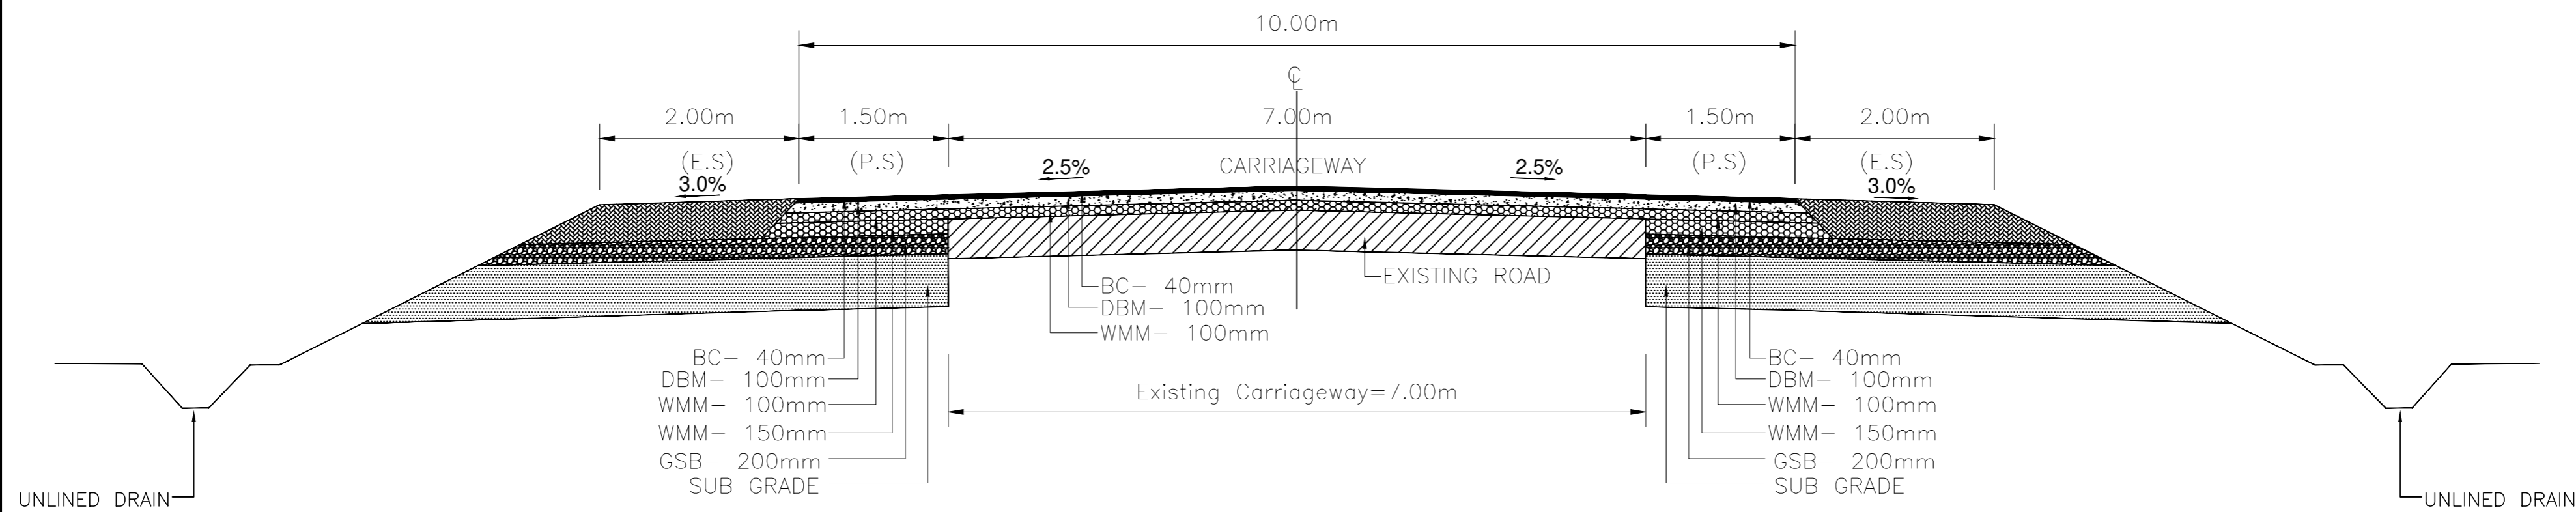 10.00m
℄
2.00m 1.50m 7.00m 1.50m 2.00m
(E.S) (P.S) CARRIAGEWAY (P.S) (E.S)
3.0% 2.5% 2.5% 3.0%
EXISTING ROAD
BC- 40mm
DBM- 100mm
WMM- 100mm
BC- 40mm
DBM- 100mm
WMM- 100mm
WMM- 150mm
GSB- 200mm
SUB GRADE
Existing Carriageway=7.00m
BC- 40mm
DBM- 100mm
WMM- 100mm
WMM- 150mm
GSB- 200mm
SUB GRADE
UNLINED DRAIN
UNLINED DRAIN